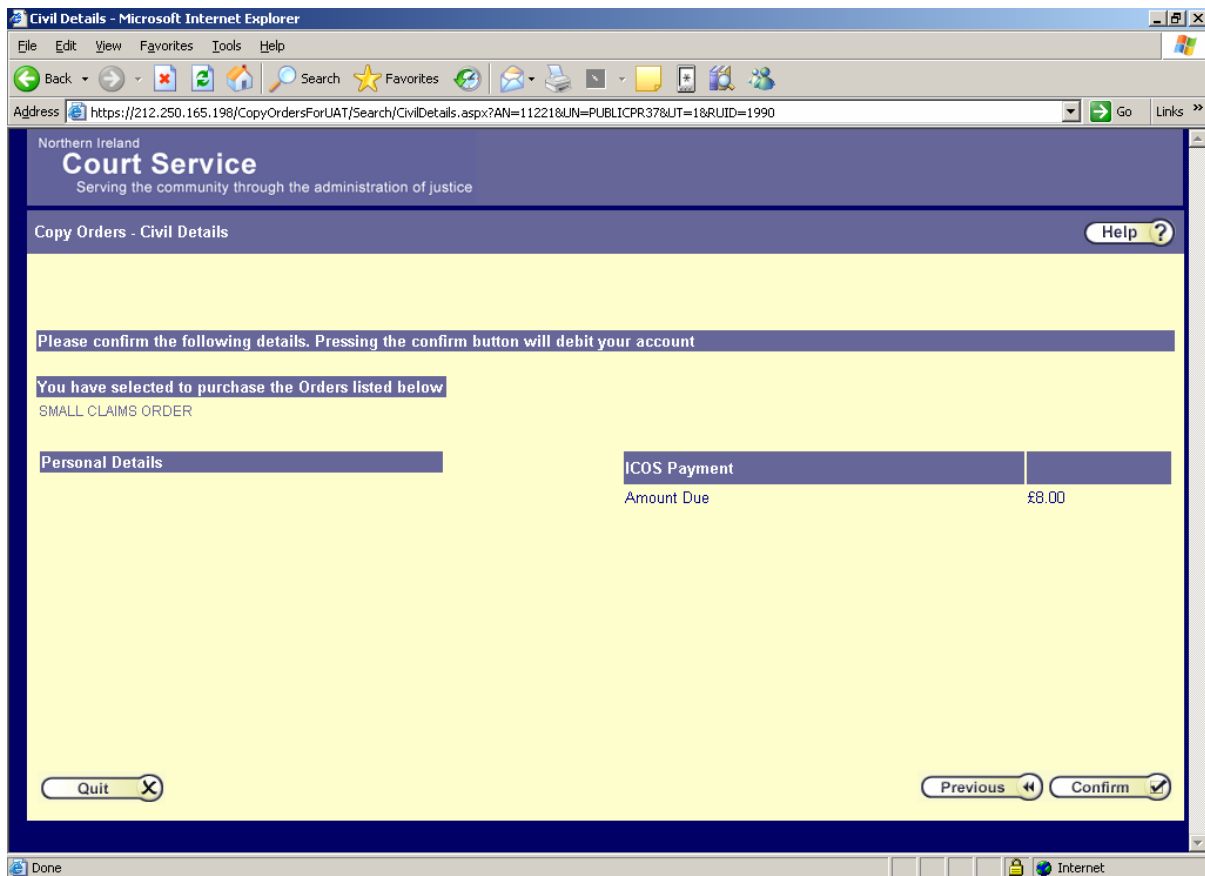 Civil Details - Microsoft Internet Explorer
File Edit View Favorites Tools Help
Back Search Favorites
Address https://212.250.165.198/CopyOrdersForUAT/Search/CivilDetails.aspx?AN=11221&UN=PUBLICPR37&UT=1&RUID=1990 Go Links »
Northern Ireland
Court Service
Serving the community through the administration of justice
Copy Orders - Civil Details Help ?
Please confirm the following details. Pressing the confirm button will debit your account
You have selected to purchase the Orders listed below
SMALL CLAIMS ORDER
Personal Details
ICOS Payment
Amount Due £8.00
Quit Previous Confirm
Done Internet